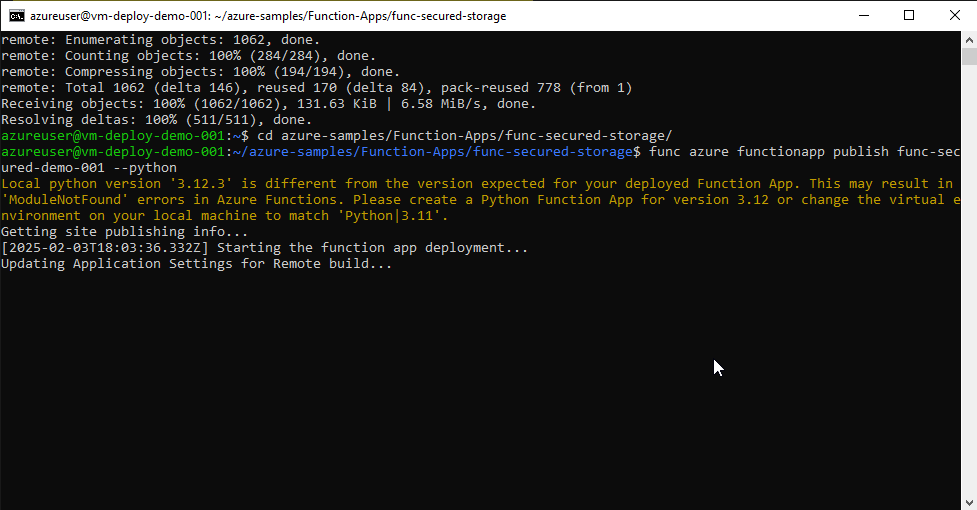 azureuser@vm-deploy-demo-001: ~/azure-samples/Function-Apps/func-secured-storage
remote: Enumerating objects: 1062, done.
remote: Counting objects: 100% (284/284), done.
remote: Compressing objects: 100% (194/194), done.
remote: Total 1062 (delta 146), reused 170 (delta 84), pack-reused 778 (from 1)
Receiving objects: 100% (1062/1062), 131.63 KiB | 6.58 MiB/s, done.
Resolving deltas: 100% (511/511), done.
azureuser@vm-deploy-demo-001:~$ cd azure-samples/Function-Apps/func-secured-storage/
azureuser@vm-deploy-demo-001:~/azure-samples/Function-Apps/func-secured-storage$ func azure functionapp publish func-sec
ured-demo-001 --python
Local python version '3.12.3' is different from the version expected for your deployed Function App. This may result in
'ModuleNotFound' errors in Azure Functions. Please create a Python Function App for version 3.12 or change the virtual e
nvironment on your local machine to match 'Python|3.11'.
Getting site publishing info...
[2025-02-03T18:03:36.332Z] Starting the function app deployment...
Updating Application Settings for Remote build...